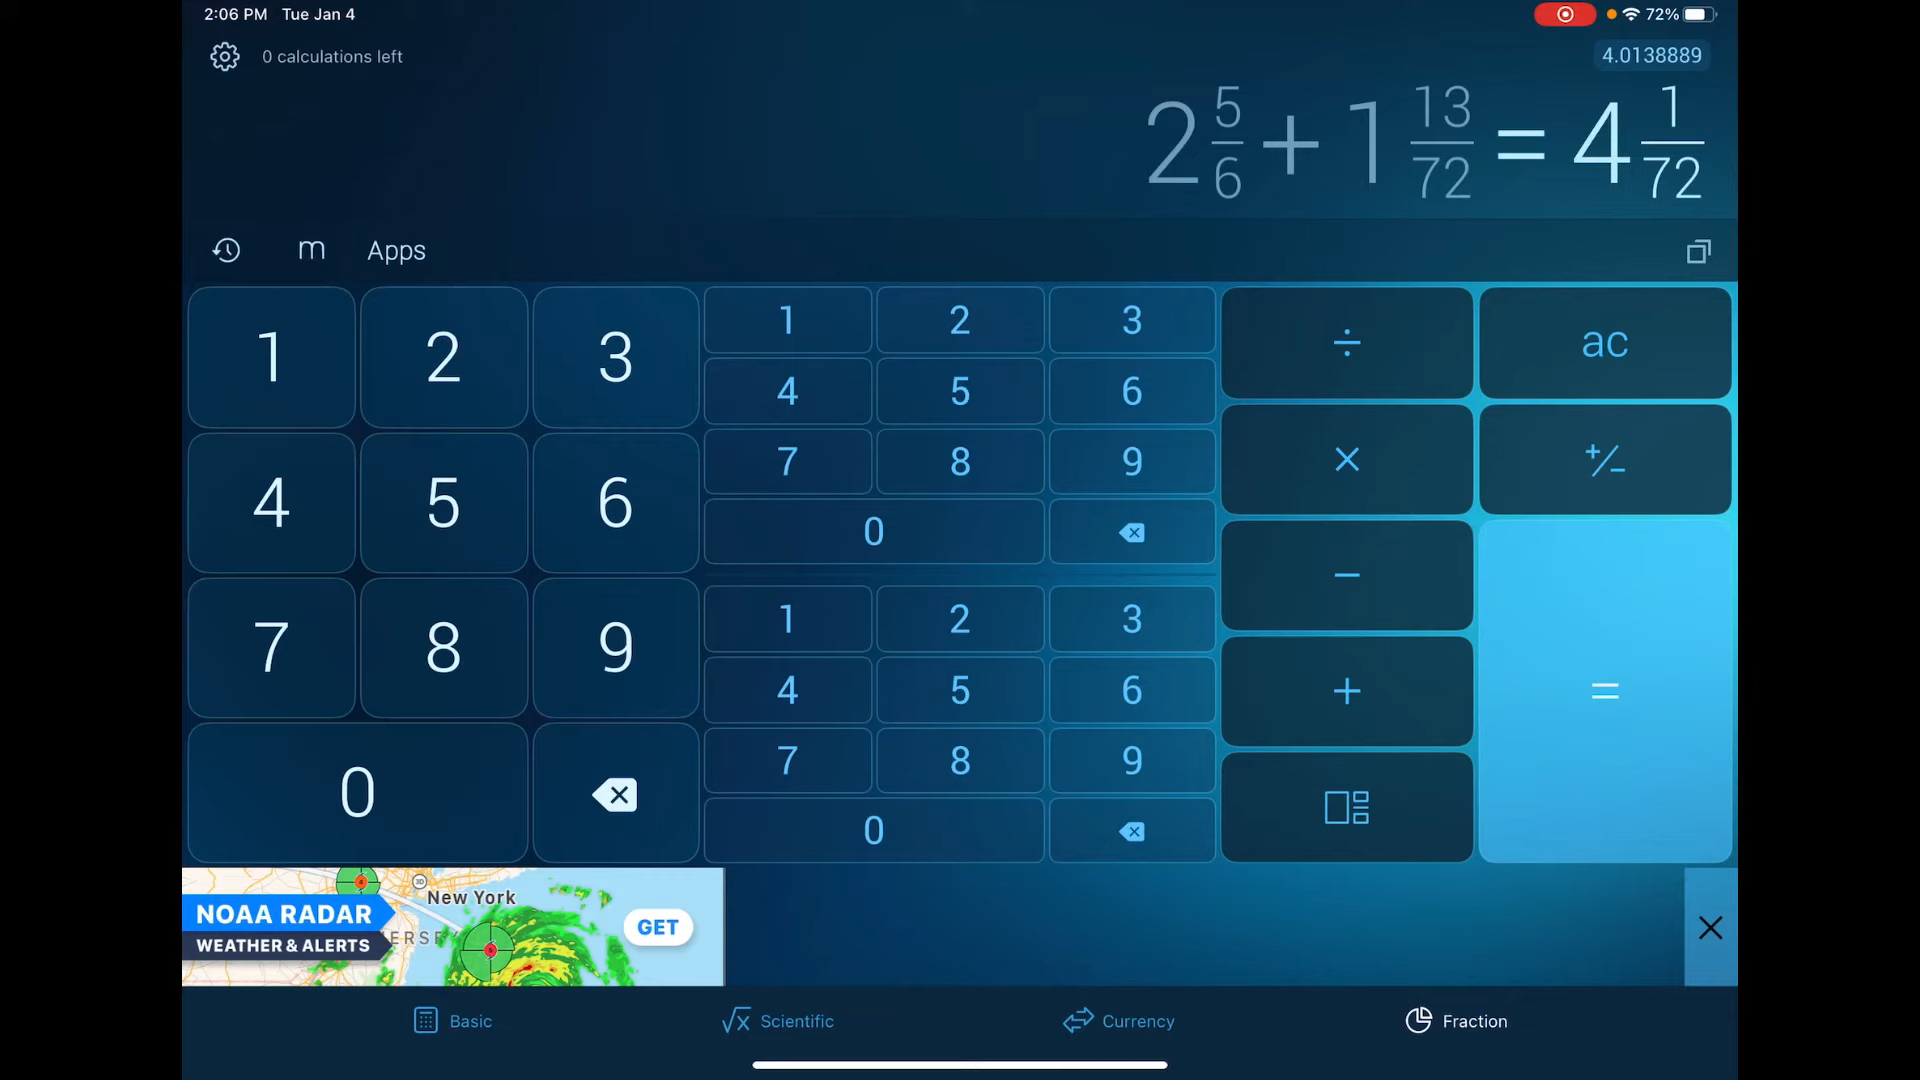 2:06 PM Tue Jan 4
72%
0 calculations left
4.0138889
2 5/6 + 1 13/72 = 4 1/72
m Apps
1 2 3 1 2 3 ÷ ac
4 5 6
4 5 6 7 8 9 × +/−
0 −
7 8 9 1 2 3
4 5 6 + =
0 7 8 9
0
New York
NOAA RADAR
WEATHER & ALERTS
ERSEY
GET
Basic Scientific Currency Fraction